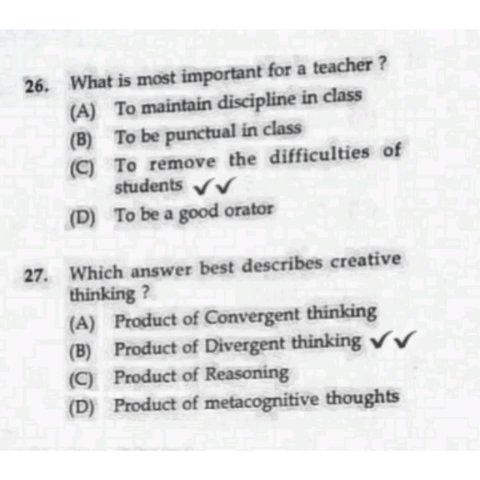 26. What is most important for a teacher ?
(A) To maintain discipline in class
(B) To be punctual in class
(C) To remove the difficulties of
students ✓✓
(D) To be a good orator
27. Which answer best describes creative
thinking ?
(A) Product of Convergent thinking
(B) Product of Divergent thinking ✓✓
(C) Product of Reasoning
(D) Product of metacognitive thoughts